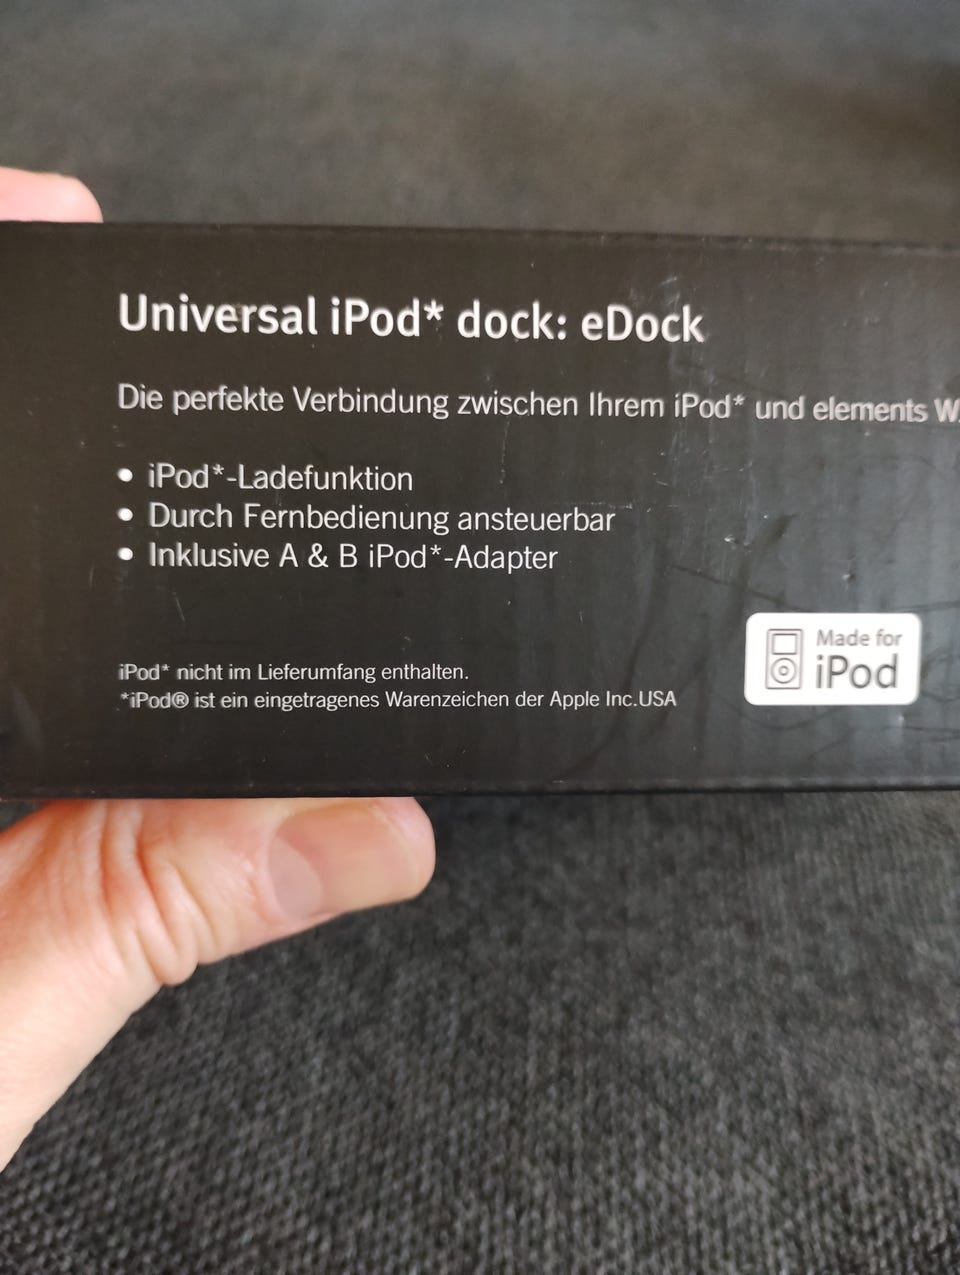 Universal iPod* dock: eDock
Die perfekte Verbindung zwischen Ihrem iPod* und elements
• iPod*-Ladefunktion
• Durch Fernbedienung ansteuerbar
• Inklusive A & B iPod*-Adapter
iPod* nicht im Lieferumfang enthalten.
*iPod® ist ein eingetragenes Warenzeichen der Apple Inc.USA
Made for
iPod